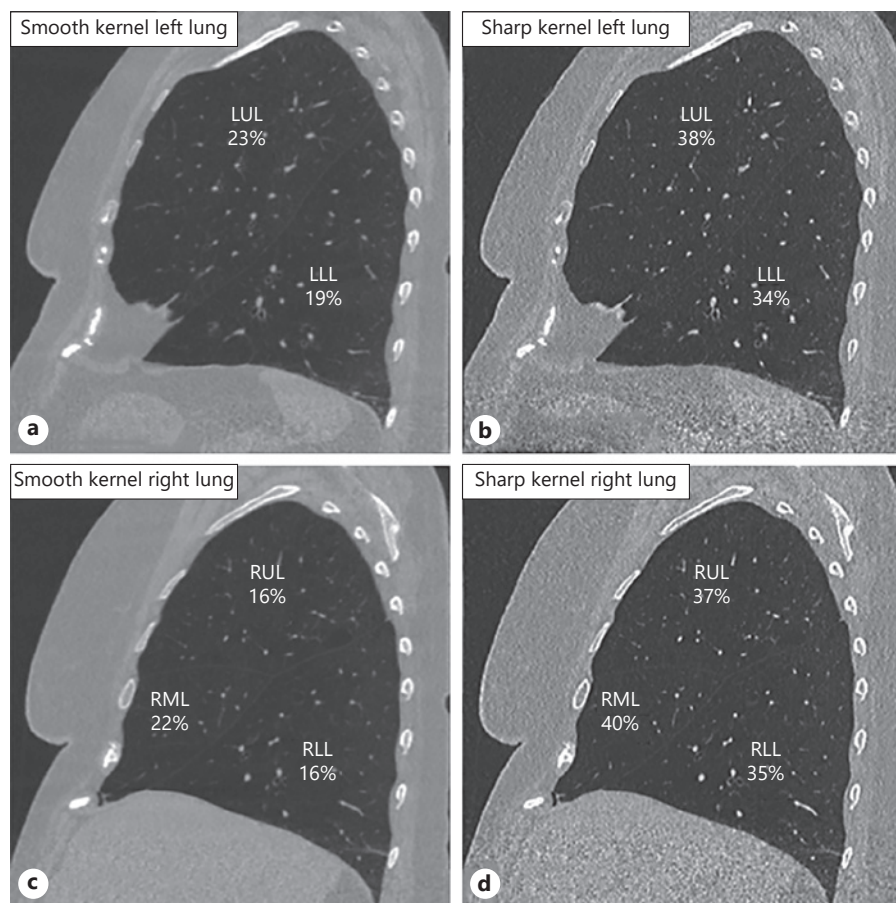 Smooth kernel left lung
LUL
23%
LLL
19%
a
Sharp kernel left lung
LUL
38%
LLL
34%
b
Smooth kernel right lung
RUL
16%
RML
22%
RLL
16%
c
Sharp kernel right lung
RUL
37%
RML
40%
RLL
35%
d